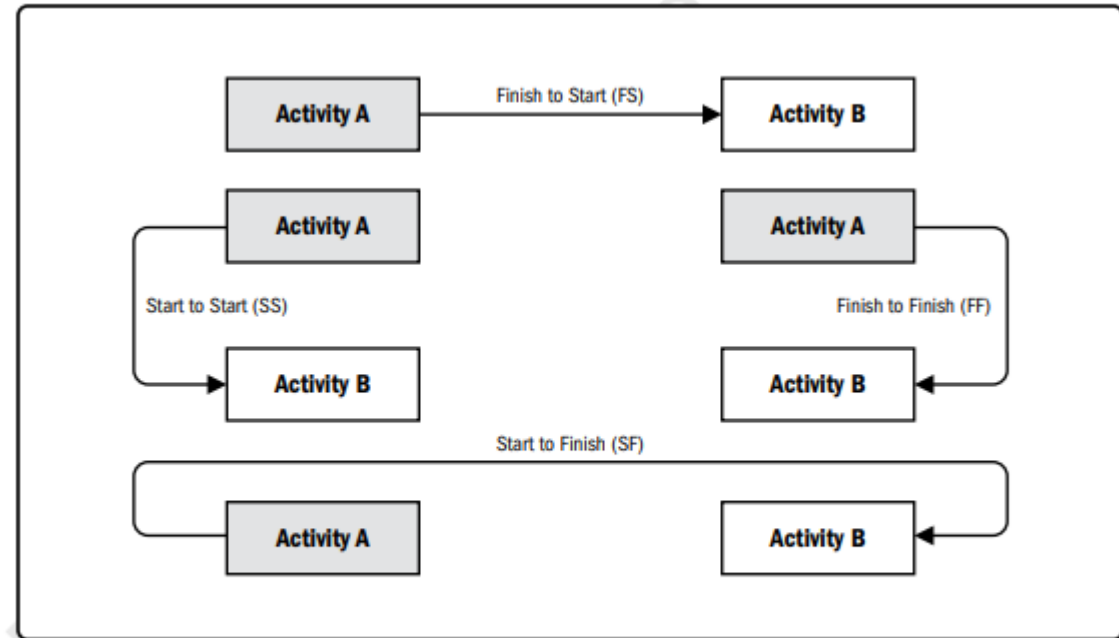 Finish to Start (FS)
Activity A
Activity B
Activity A
Activity A
Start to Start (SS)
Finish to Finish (FF)
Activity B
Activity B
Start to Finish (SF)
Activity A
Activity B